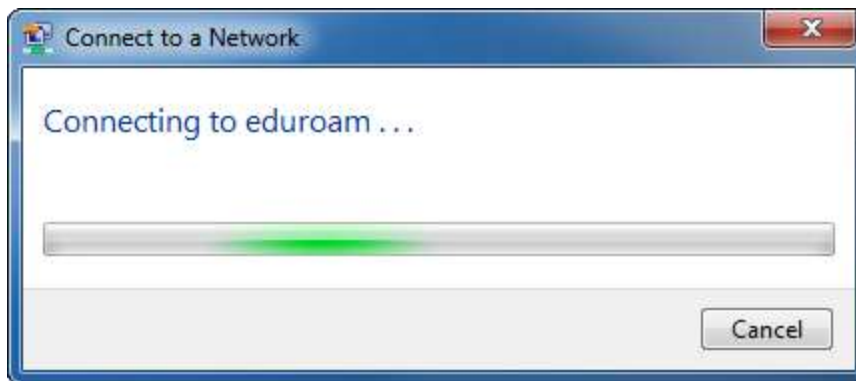 Connect to a Network
Connecting to eduroam . . .
Cancel